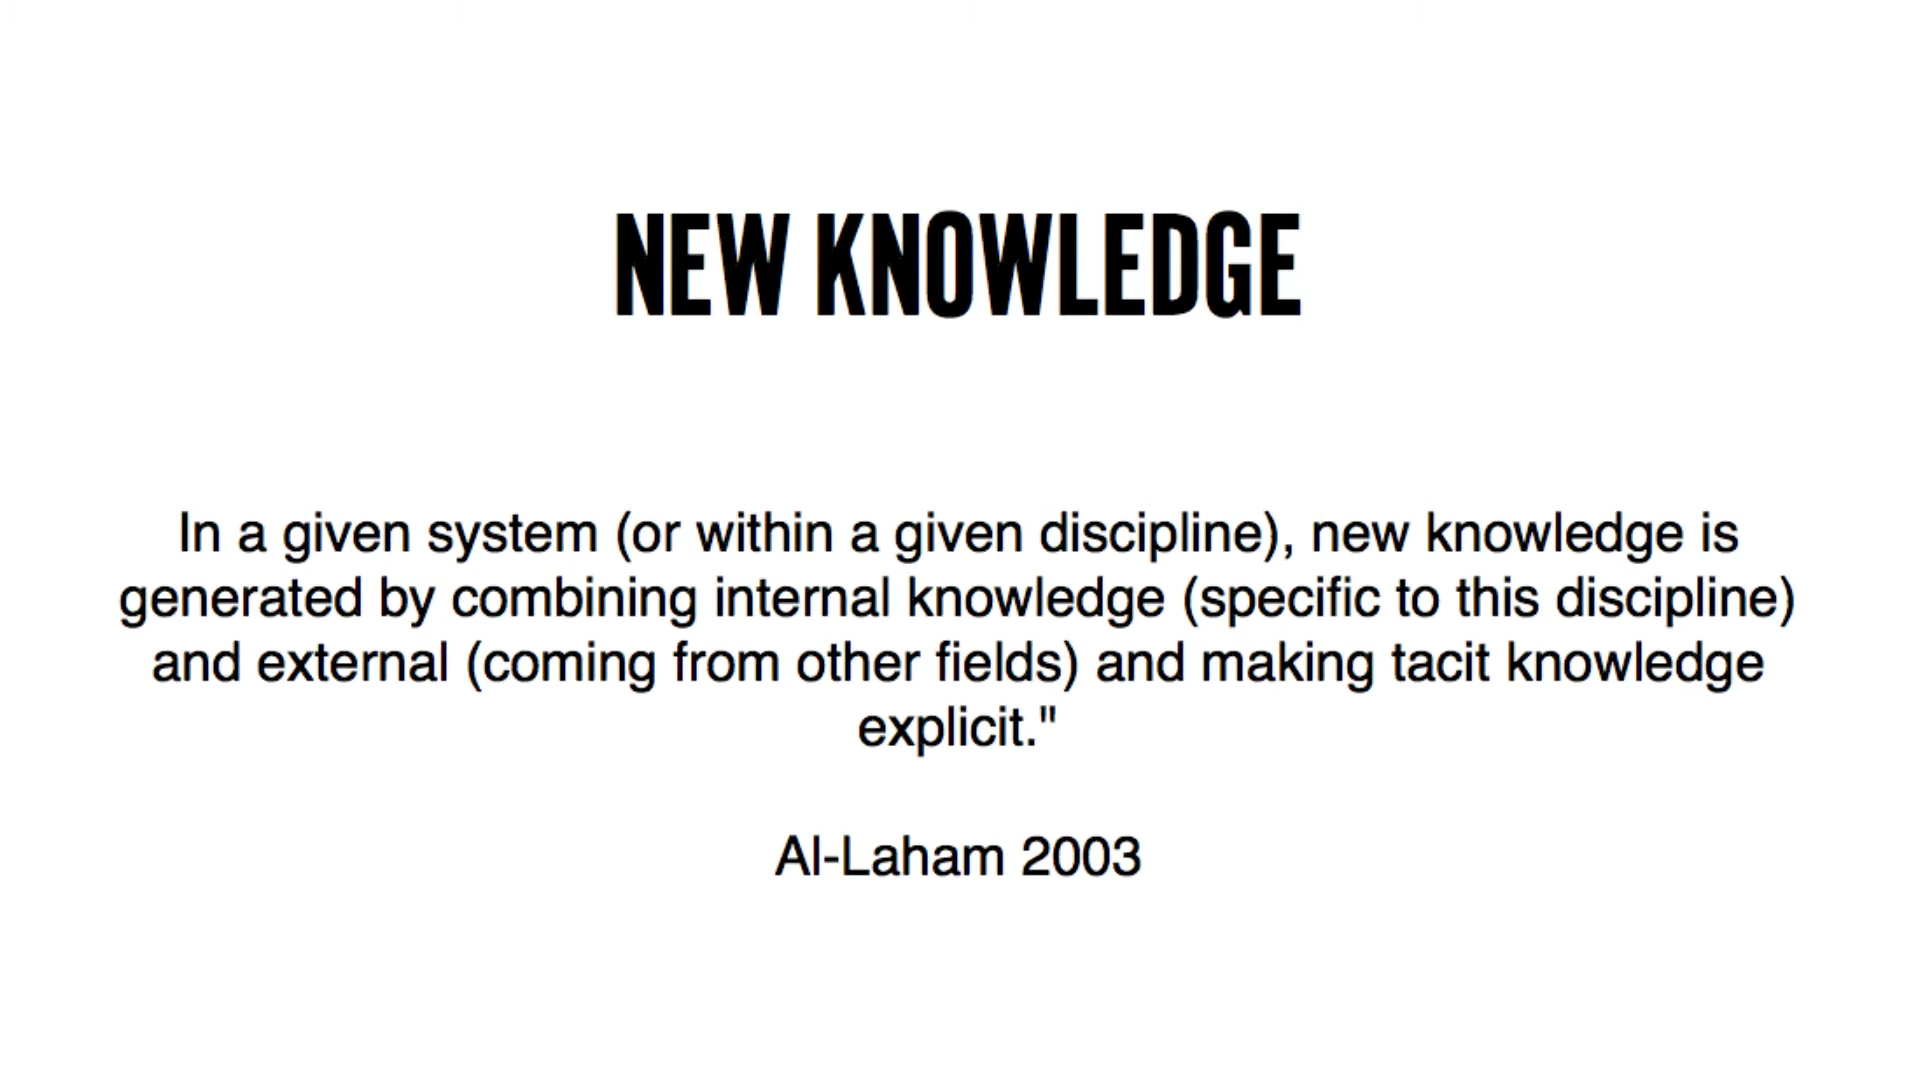 NEW KNOWLEDGE
In a given system (or within a given discipline), new knowledge is
generated by combining internal knowledge (specific to this discipline)
and external (coming from other fields) and making tacit knowledge
explicit."
Al-Laham 2003